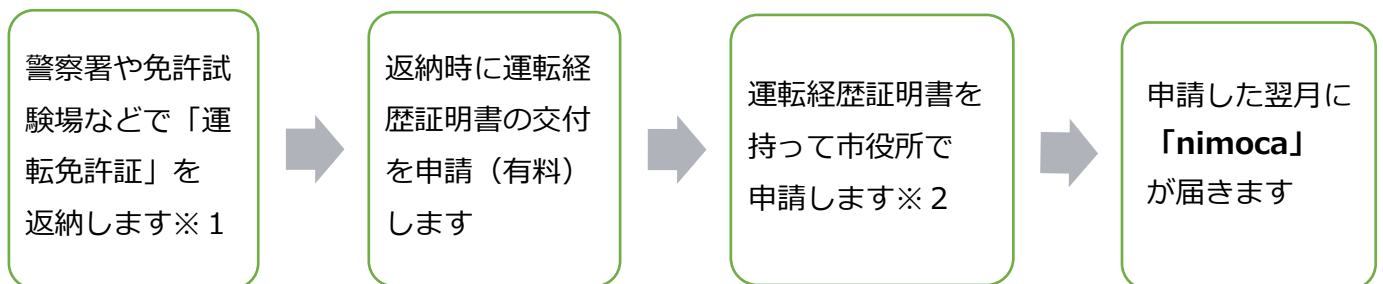 警察署や免許試
験場などで「運
転免許証」を
返納します※１
返納時に運転経
歴証明書の交付
を申請（有料）
します
運転経歴証明書を
持って市役所で
申請します※２
申請した翌月に
「nimoca」
が届きます